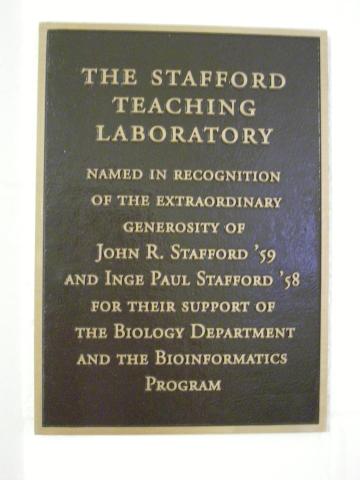 THE STAFFORD
TEACHING
LABORATORY
NAMED IN RECOGNITION
OF THE EXTRAORDINARY
GENEROSITY OF
JOHN R. STAFFORD '59
AND INGE PAUL STAFFORD '58
FOR THEIR SUPPORT OF
THE BIOLOGY DEPARTMENT
AND THE BIOINFORMATICS
PROGRAM